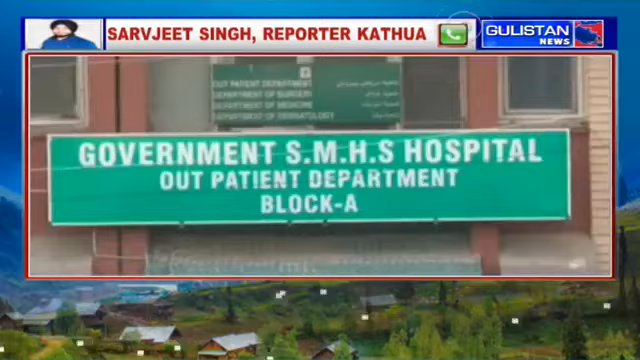 SARVJEET SINGH, REPORTER KATHUA
GULISTAN
NEWS
OUT PATIENT DEPARTMENT
DEPARTMENT OF SURGERY
DEPARTMENT OF MEDICINE
DEPARTMENT OF DERMATOLOGY
GOVERNMENT S.M.H.S HOSPITAL
OUT PATIENT DEPARTMENT
BLOCK-A